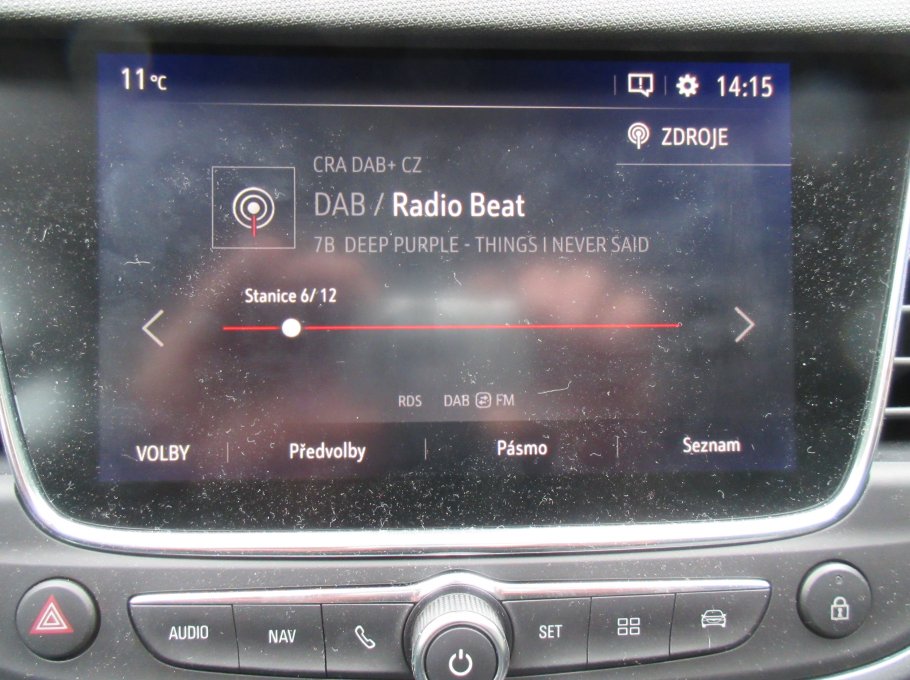 11°C
14:15
ZDROJE
CRA DAB+ CZ
DAB / Radio Beat
7B DEEP PURPLE - THINGS I NEVER SAID
Stanice 6/12
RDS DAB FM
VOLBY Předvolby Pásmo Seznam
AUDIO NAV SET